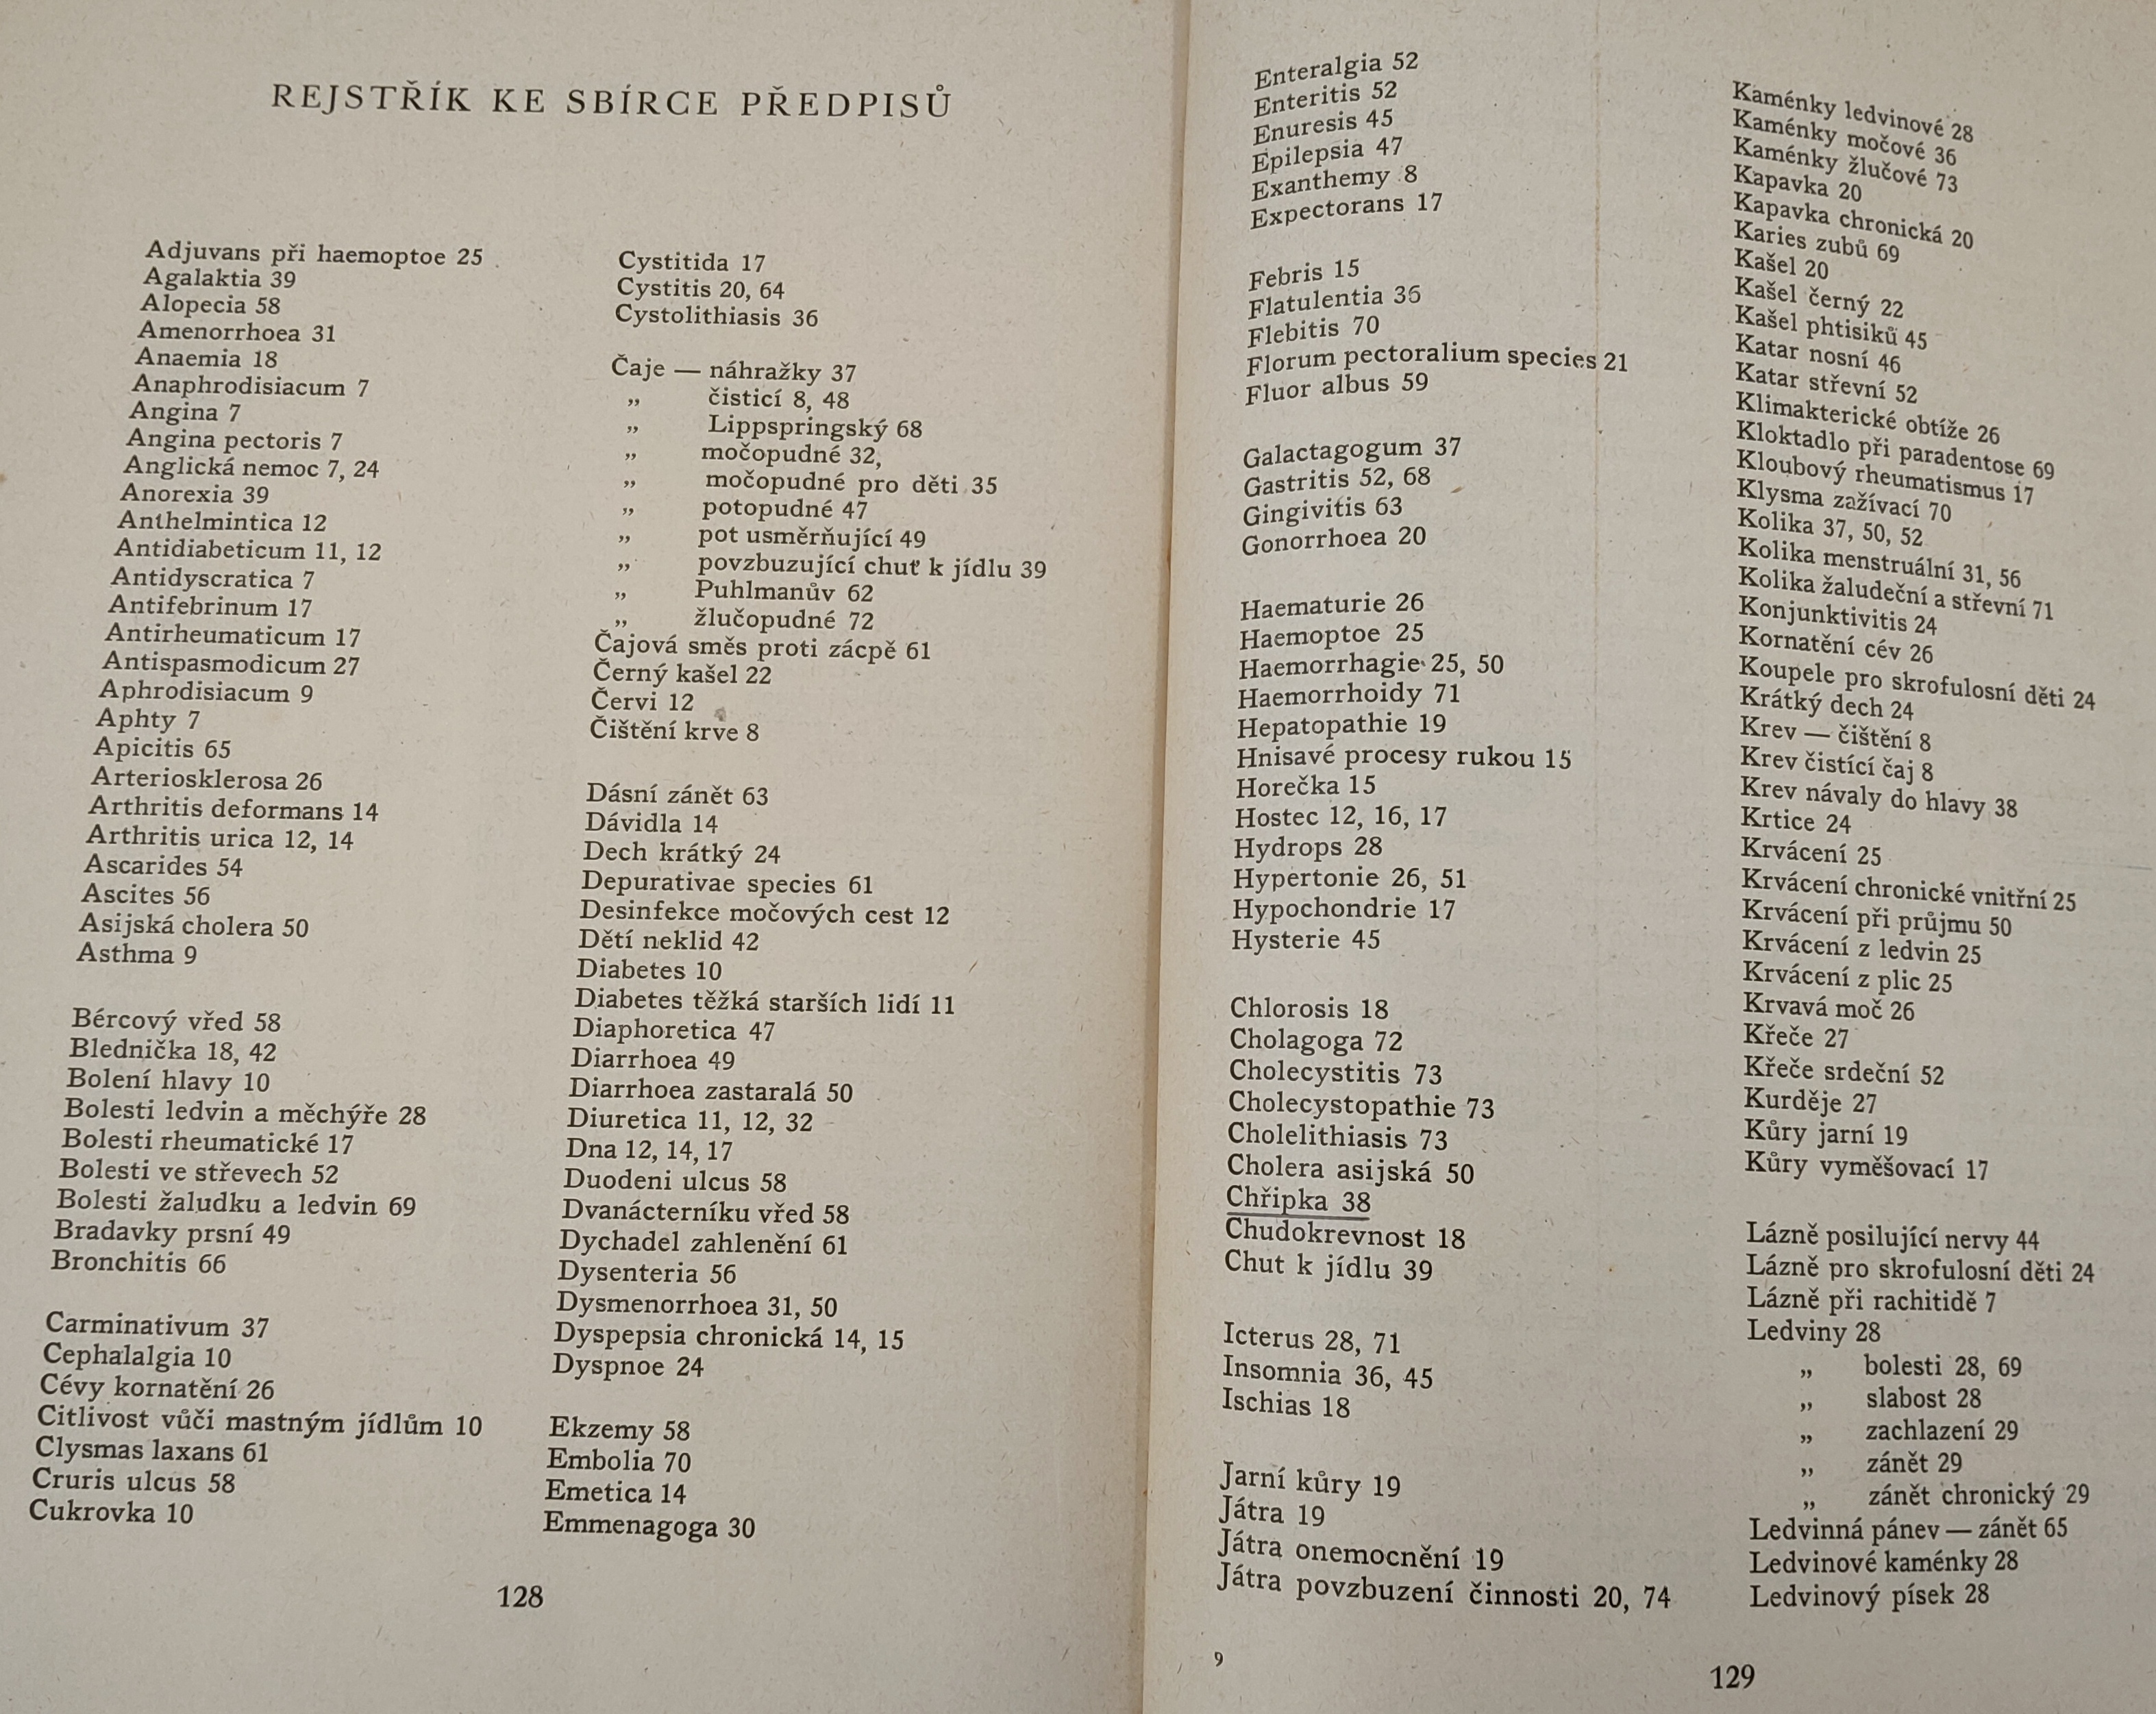 REJSTŘÍK KE SBÍRCE PŘEDPISŮ
Adjuvans při haemoptoe 25
Agalaktia 39
Alopecia 58
Amenorrhoea 31
Anaemia 18
Anaphrodisiacum 7
Angina 7
Angina pectoris 7
Anglická nemoc 7, 24
Anorexia 39
Anthelmintica 12
Antidiabeticum 11, 12
Antidyscratica 7
Antifebrinum 17
Antirheumaticum 17
Antispasmodicum 27
Aphrodisiacum 9
Aphty 7
Apicitis 65
Arteriosklerosa 26
Arthritis deformans 14
Arthritis urica 12, 14
Ascarides 54
Ascites 56
Asijská cholera 50
Asthma 9
Bércový vřed 58
Blednička 18, 42
Bolení hlavy 10
Bolesti ledvin a měchýře 28
Bolesti rheumatické 17
Bolesti ve střevech 52
Bolesti žaludku a ledvin 69
Bradavky prsní 49
Bronchitis 66
Carminativum 37
Cephalalgia 10
Cévy kornatění 26
Citlivost vůči mastným jídlům 10
Clysmas laxans 61
Cruris ulcus 58
Cukrovka 10
Cystitida 17
Cystitis 20, 64
Cystolithiasis 36
Čaje — náhražky 37
„ čisticí 8, 48
„ Lippspringský 68
„ močopudné 32,
„ močopudné pro děti 35
„ potopudné 47
„ pot usměrňující 49
„ povzbuzující chuť k jídlu 39
„ Puhlmanův 62
„ žlučopudné 72
Čajová směs proti zácpě 61
Černý kašel 22
Červi 12
Čištění krve 8
Dásní zánět 63
Dávidla 14
Dech krátký 24
Depurativae species 61
Desinfekce močových cest 12
Dětí neklid 42
Diabetes 10
Diabetes těžká starších lidí 11
Diaphoretica 47
Diarrhoea 49
Diarrhoea zastaralá 50
Diuretica 11, 12, 32
Dna 12, 14, 17
Duodeni ulcus 58
Dvanácterníku vřed 58
Dychadel zahlenění 61
Dysenteria 56
Dysmenorrhoea 31, 50
Dyspepsia chronická 14, 15
Dyspnoe 24
Ekzemy 58
Embolia 70
Emetica 14
Emmenagoga 30
128
Enteralgia 52
Enteritis 52
Enuresis 45
Epilepsia 47
Exanthemy 8
Expectorans 17
Febris 15
Flatulentia 36
Flebitis 70
Florum pectoralium species 21
Fluor albus 59
Galactagogum 37
Gastritis 52, 68
Gingivitis 63
Gonorrhoea 20
Haematurie 26
Haemoptoe 25
Haemorrhagie 25, 50
Haemorrhoidy 71
Hepatopathie 19
Hnisavé procesy rukou 15
Horečka 15
Hostec 12, 16, 17
Hydrops 28
Hypertonie 26, 51
Hypochondrie 17
Hysterie 45
Chlorosis 18
Cholagoga 72
Cholecystitis 73
Cholecystopathie 73
Cholelithiasis 73
Cholera asijská 50
Chřipka 38
Chudokrevnost 18
Chut k jídlu 39
Icterus 28, 71
Insomnia 36, 45
Ischias 18
Jarní kůry 19
Játra 19
Játra onemocnění 19
Játra povzbuzení činnosti 20, 74
9
Kaménky ledvinové 28
Kaménky močové 36
Kaménky žlučové 73
Kapavka 20
Kapavka chronická 20
Karies zubů 69
Kašel 20
Kašel černý 22
Kašel phtisiků 45
Katar nosní 46
Katar střevní 52
Klimakterické obtíže 26
Kloktadlo při paradentose 69
Kloubový rheumatismus 17
Klysma zažívací 70
Kolika 37, 50, 52
Kolika menstruální 31, 56
Kolika žaludeční a střevní 71
Konjunktivitis 24
Kornatění cév 26
Koupele pro skrofulosní děti 24
Krátký dech 24
Krev — čištění 8
Krev čistící čaj 8
Krev návaly do hlavy 38
Krtice 24
Krvácení 25
Krvácení chronické vnitřní 25
Krvácení při průjmu 50
Krvácení z ledvin 25
Krvácení z plic 25
Krvavá moč 26
Křeče 27
Křeče srdeční 52
Kurděje 27
Kůry jarní 19
Kůry vyměšovací 17
Lázně posilující nervy 44
Lázně pro skrofulosní děti 24
Lázně při rachitidě 7
Ledviny 28
„ bolesti 28, 69
„ slabost 28
„ zachlazení 29
„ zánět 29
„ zánět chronický 29
Ledvinná pánev — zánět 65
Ledvinové kaménky 28
Ledvinový písek 28
129